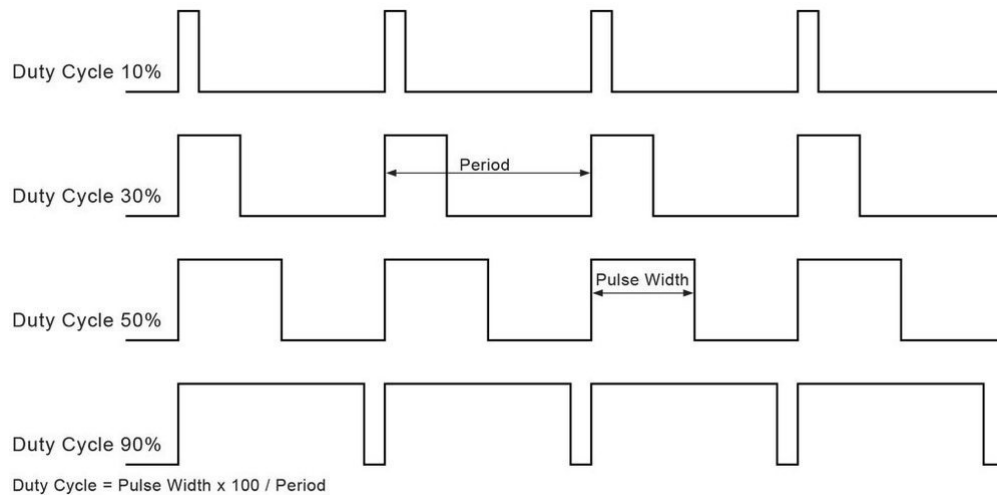 Duty Cycle 10%
Period
Duty Cycle 30%
Pulse Width
Duty Cycle 50%
Duty Cycle 90%
Duty Cycle = Pulse Width x 100 / Period